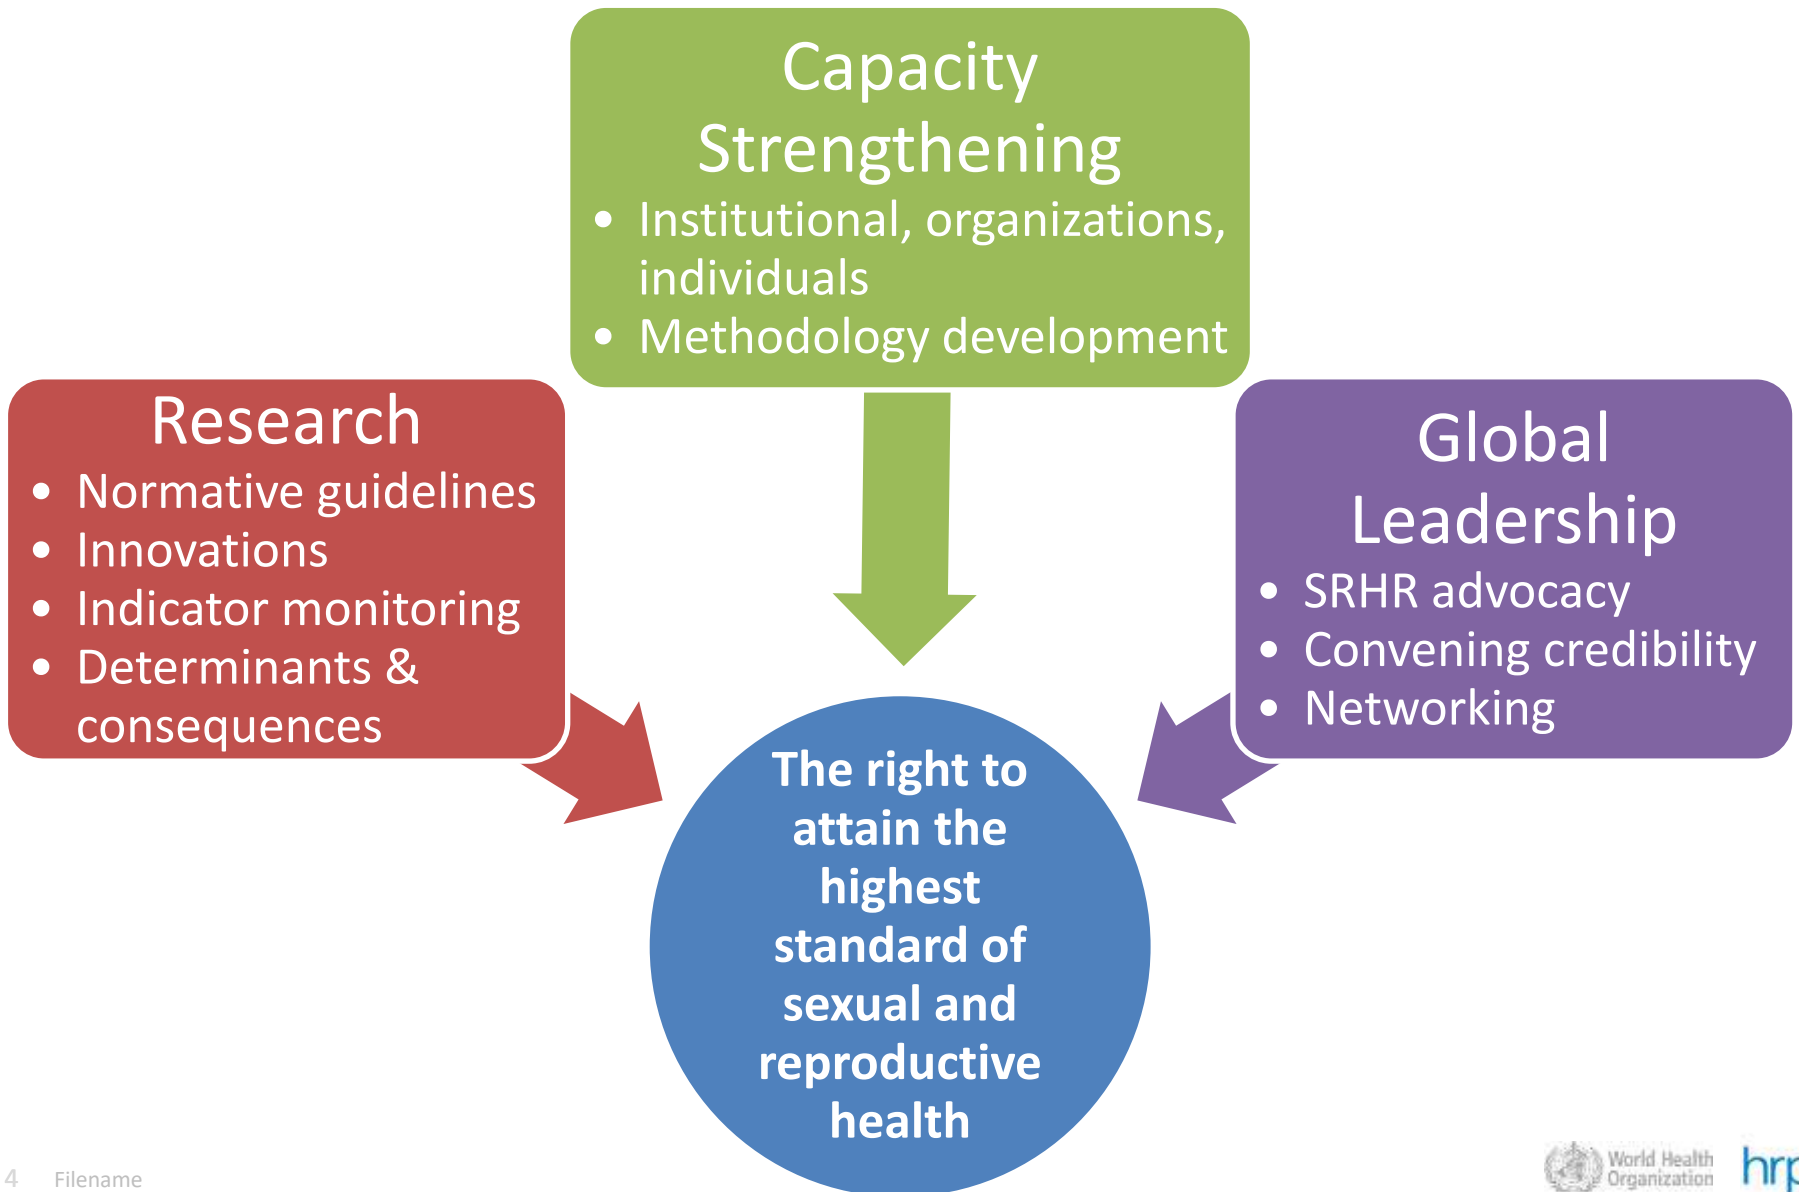 Capacity
Strengthening
• Institutional, organizations,
individuals
• Methodology development
Research
• Normative guidelines
• Innovations
• Indicator monitoring
• Determinants &
consequences
Global
Leadership
• SRHR advocacy
• Convening credibility
• Networking
The right to
attain the
highest
standard of
sexual and
reproductive
health
4 Filename
World Health
Organization
hrp